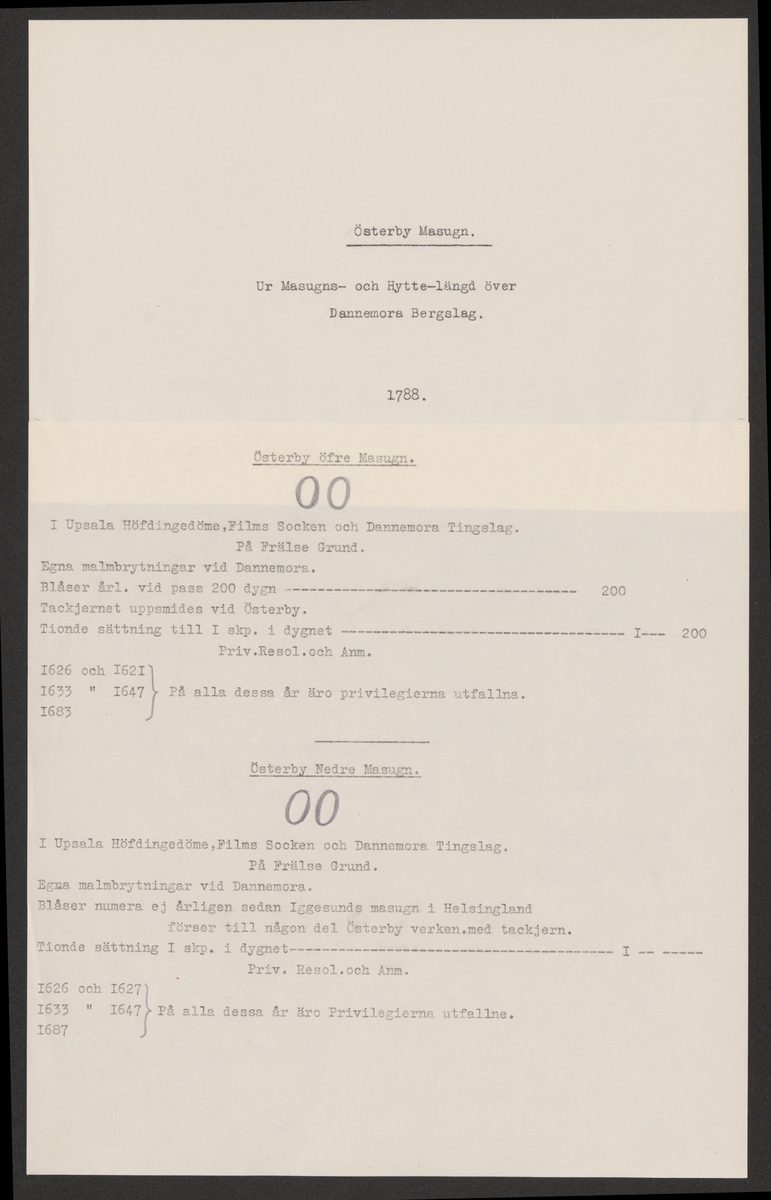 Österby Masugn.
Ur Masugns- och Hytte-längd över
Dannemora Bergslag.
1788.
Österby öfre Masugn.
OO
I Upsala Höfdingedöme,Films Socken och Dannemora Tingslag.
På Frälse Grund.
Egna malmbrytningar vid Dannemora.
Blåser årl. vid pass 200 dygn ------------------------------------- 200
Tackjernet uppsmides vid Österby.
Tionde sättning till I skp. i dygnet ------------------------------------ I--- 200
Priv.Resol.och Anm.
I626 och I62I
I633 " I647 } På alla dessa år äro privilegierna utfallna.
I683
Österby Nedre Masugn.
OO
I Upsala Höfdingedöme,Films Socken och Dannemora Tingslag.
På Frälse Grund.
Egna malmbrytningar vid Dannemora.
Blåser numera ej årligen sedan Iggesunds masugn i Helsingland
förser till någon del Österby verken.med tackjern.
Tionde sättning I skp. i dygnet----------------------------------------- I -- -----
Priv. Resol.och Anm.
I626 och I627
I633 " I647 } På alla dessa år äro Privilegierna utfallne.
I687